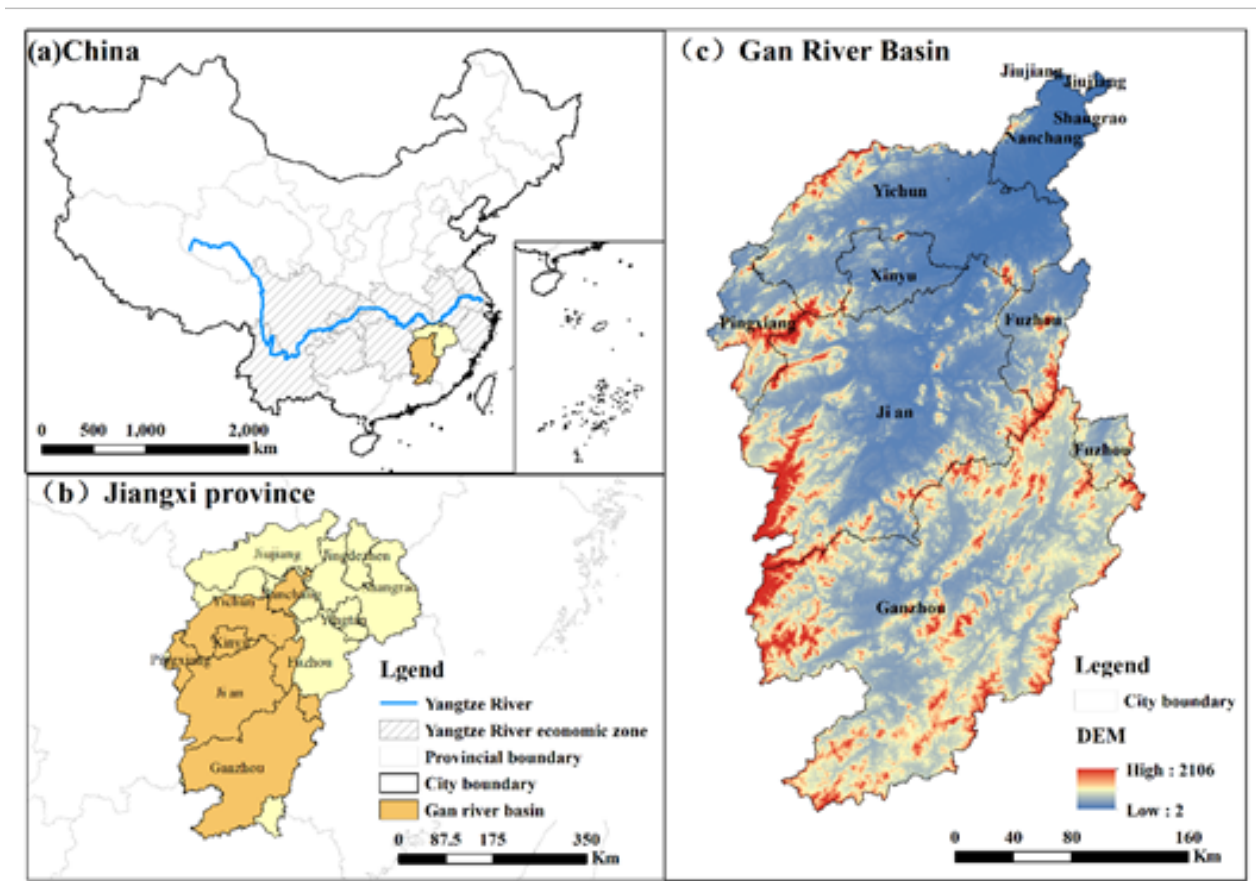 (a)China
0 500 1,000 2,000
km
(b) Jiangxi province
Jiujiang
Jingdezhen
Shangrao
Nanchang
Yichun
Yingtan
Xinyu
Pingxiang
Fuzhou
Ji an
Ganzhou
Lgend
Yangtze River
Yangtze River economic zone
Provincial boundary
City boundary
Gan river basin
0 87.5 175 350
Km
(c) Gan River Basin
Jiujiang
Jiujiang
Shangrao
Nanchang
Yichun
Xinyu
Pingxiang
Fuzhou
Ji an
Fuzhou
Ganzhou
Legend
City boundary
DEM
High : 2106
Low : 2
0 40 80 160
Km